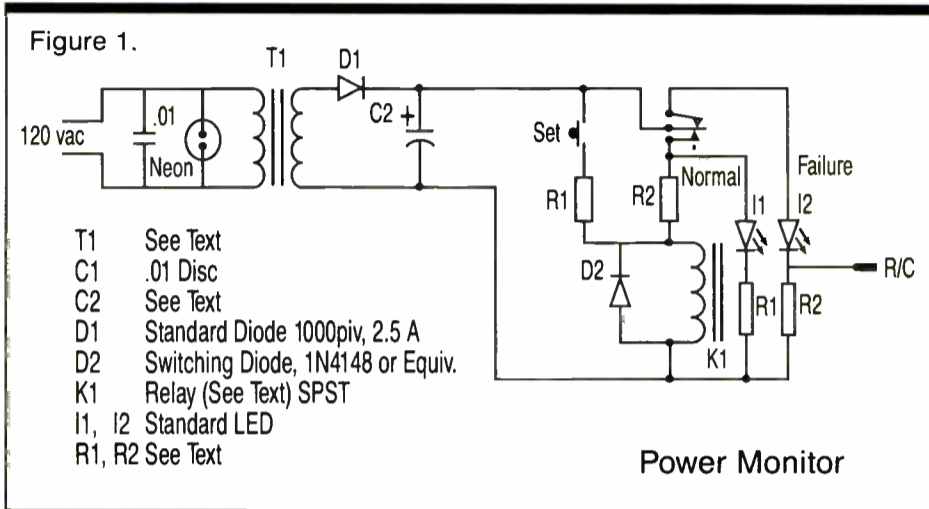 Figure 1.
T1
D1
120 vac
.01
Neon
C2 +
Set
R1
R2
Normal
Failure
I1
I2
R/C
D2
K1
R1
R2
T1 See Text
C1 .01 Disc
C2 See Text
D1 Standard Diode 1000piv, 2.5 A
D2 Switching Diode, 1N4148 or Equiv.
K1 Relay (See Text) SPST
I1, I2 Standard LED
R1, R2 See Text
Power Monitor